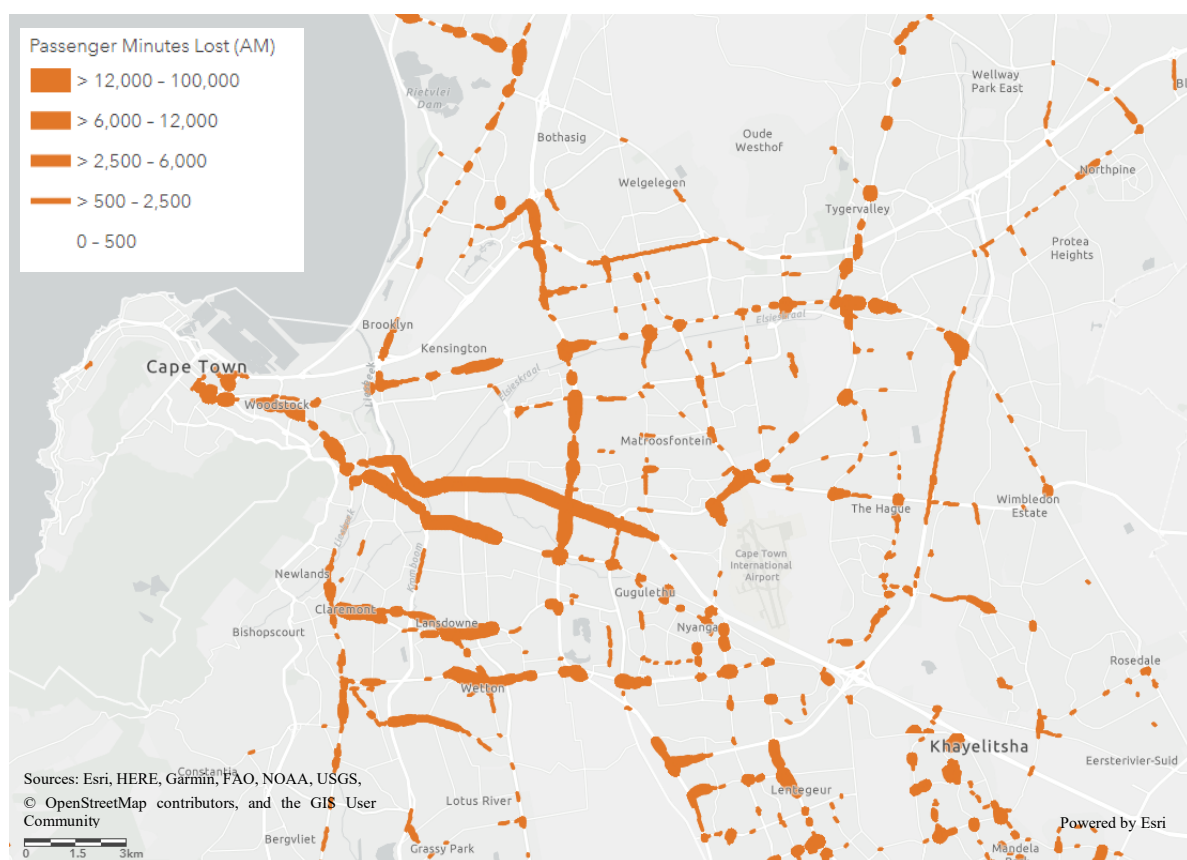 Passenger Minutes Lost (AM)
> 12,000 - 100,000
> 6,000 - 12,000
> 2,500 - 6,000
> 500 - 2,500
0 - 500
Rietvlei
Dam
Wellway
Park East
Bothasig
Oude
Westhof
Welgelegen
Northpine
Tygervalley
Protea
Heights
Brooklyn
Elsieskraal
Kensington
Cape Town
Elsieskraal
Woodstock
Matroosfontein
The Hague
Wimbledon
Estate
Cape Town
International
Airport
Newlands
Gugulethu
Claremont
Lansdowne
Nyanga
Bishopscourt
Rosedale
Wetton
Khayelitsha
Eersterivier-Suid
Constantia
Sources: Esri, HERE, Garmin, FAO, NOAA, USGS,
© OpenStreetMap contributors, and the GIS User
Community
Lentegeur
Lotus River
Powered by Esri
Bergvliet
Grassy Park
Mandela
0 1.5 3km